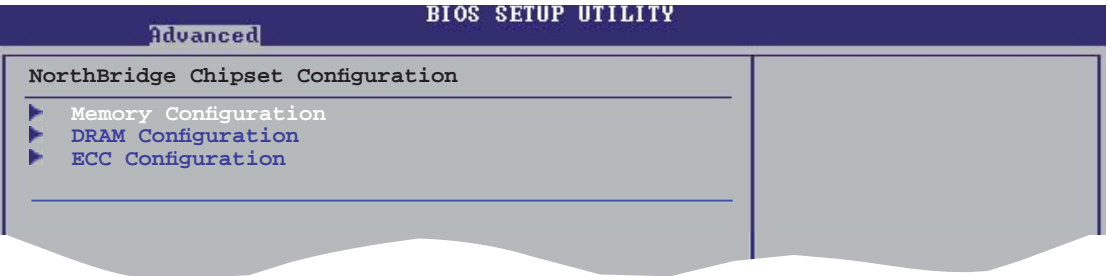 BIOS SETUP UTILITY
Advanced
NorthBridge Chipset Configuration
Memory Configuration
DRAM Configuration
ECC Configuration